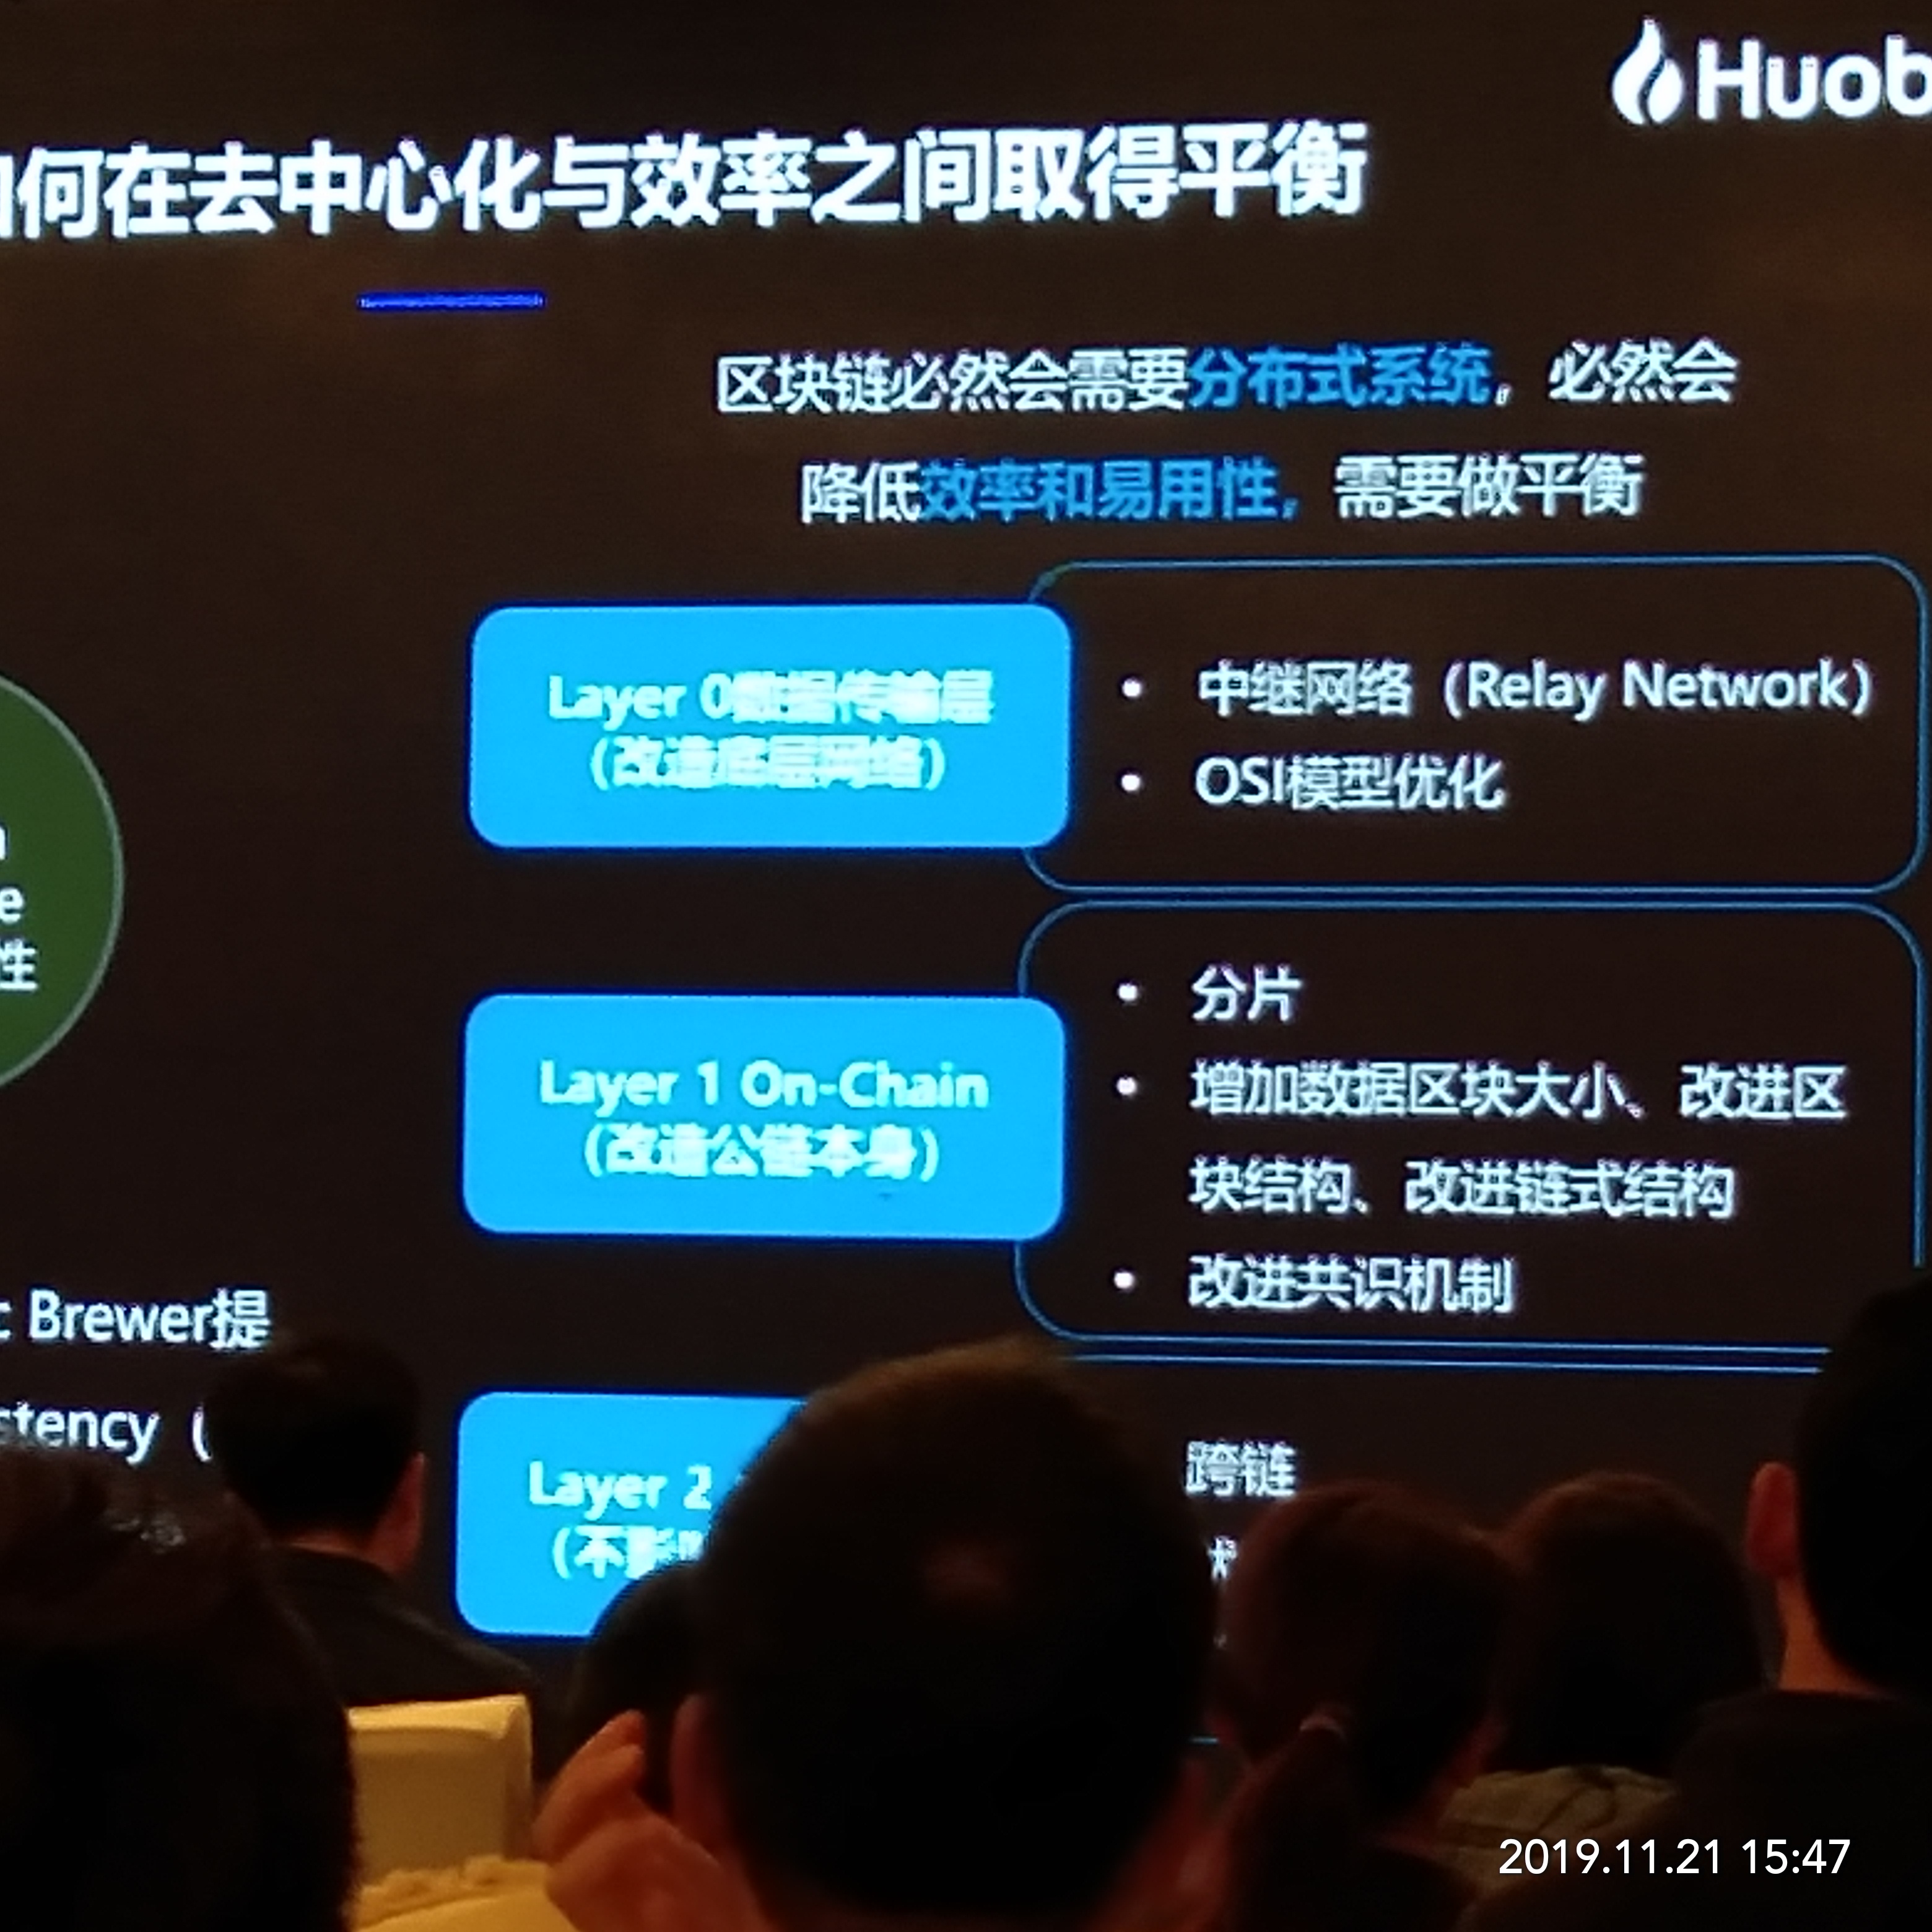 Huob
何在去中心化与效率之间取得平衡
区块链必然会需要分布式系统，必然会
降低效率和易用性，需要做平衡
Layer 0数据传输层
（改造底层网络）
• 中继网络（Relay Network）
• OSI模型优化
e
性
Layer 1 On-Chain
（改造公链本身）
• 分片
• 增加数据区块大小、改进区
块结构、改进链式结构
• 改进共识机制
Brewer提
stency（
Layer 2
（不影
跨链
2019.11.21 15:47